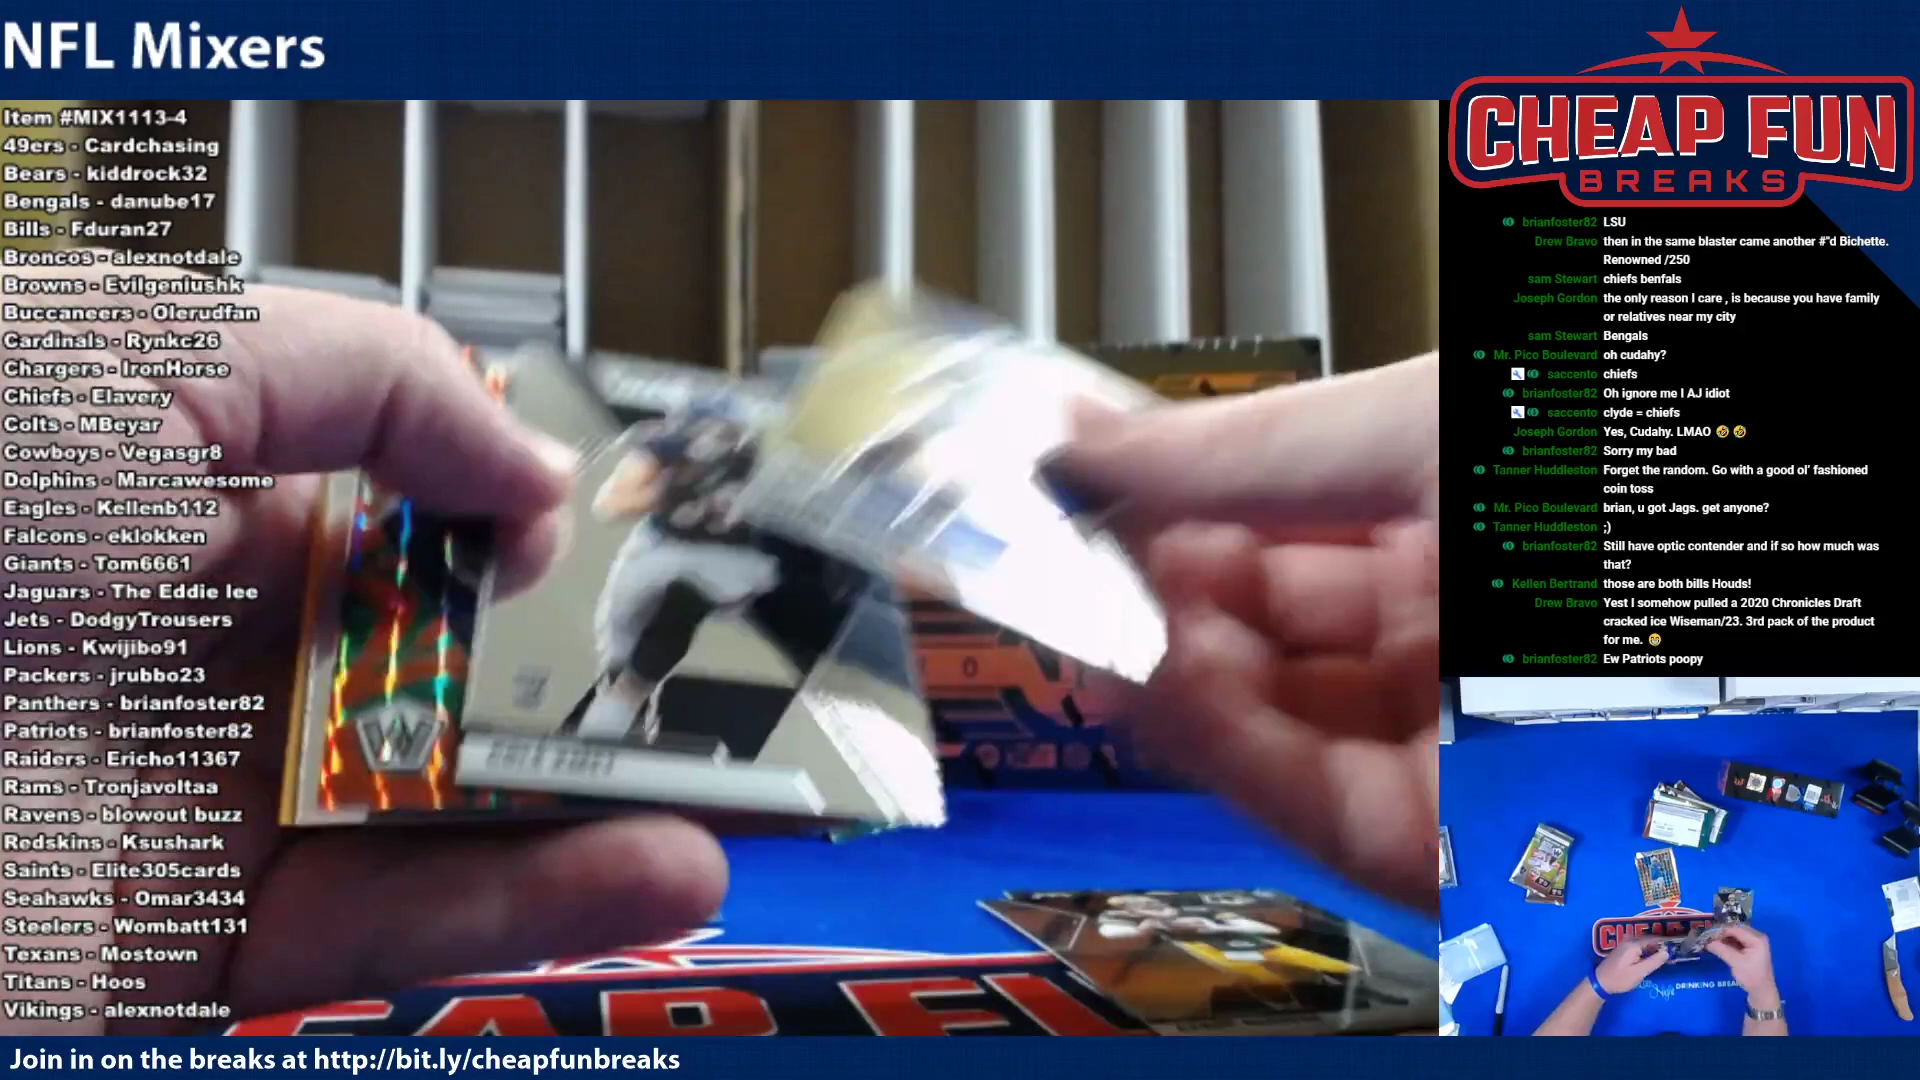 NFL Mixers
Item #MIX1113-4
49ers - Cardchasing
Bears - kiddrock32
Bengals - danube17
Bills - Fduran27
Broncos - alexnotdale
Browns - Evilgeniushk
Buccaneers - Olerudfan
Cardinals - Rynkc26
Chargers - IronHorse
Chiefs - Elavery
Colts - MBeyar
Cowboys - Vegasgr8
Dolphins - Marcawesome
Eagles - Kellenb112
Falcons - eklokken
Giants - Tom6661
Jaguars - The Eddie lee
Jets - DodgyTrousers
Lions - Kwijibo91
Packers - jrubbo23
Panthers - brianfoster82
Patriots - brianfoster82
Raiders - Ericho11367
Rams - Tronjavoltaa
Ravens - blowout buzz
Redskins - Ksushark
Saints - Elite305cards
Seahawks - Omar3434
Steelers - Wombatt131
Texans - Mostown
Titans - Hoos
Vikings - alexnotdale
Join in on the breaks at http://bit.ly/cheapfunbreaks
CHEAP FUN
BREAKS
brianfoster82 LSU
Drew Bravo then in the same blaster came another #"d Bichette.
Renowned /250
sam Stewart chiefs benfals
Joseph Gordon the only reason I care , is because you have family
or relatives near my city
sam Stewart Bengals
Mr. Pico Boulevard oh cudahy?
saccento chiefs
brianfoster82 Oh ignore me I AJ idiot
saccento clyde = chiefs
Joseph Gordon Yes, Cudahy. LMAO 🤣 🤣
brianfoster82 Sorry my bad
Tanner Huddleston Forget the random. Go with a good ol' fashioned
coin toss
Mr. Pico Boulevard brian, u got Jags. get anyone?
Tanner Huddleston ;)
brianfoster82 Still have optic contender and if so how much was
that?
Kellen Bertrand those are both bills Houds!
Drew Bravo Yest I somehow pulled a 2020 Chronicles Draft
cracked ice Wiseman/23. 3rd pack of the product
for me. 😁
brianfoster82 Ew Patriots poopy
CHEAP
DRINKING